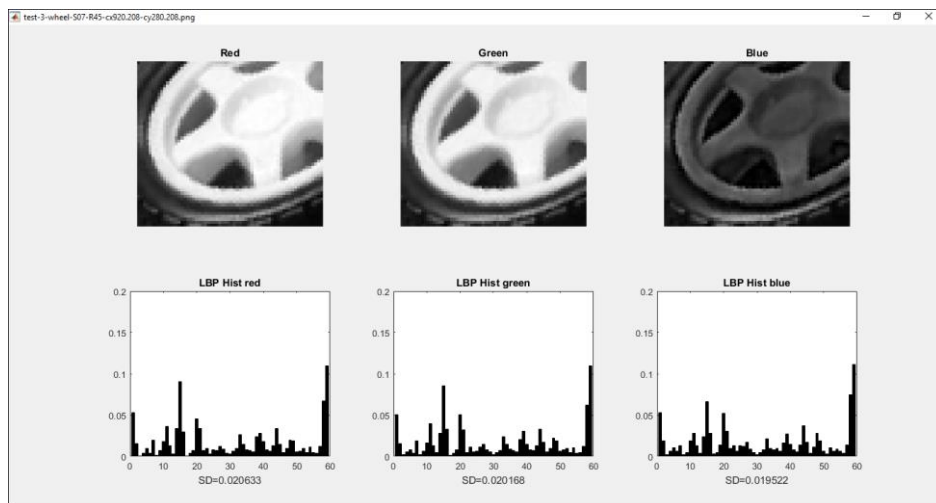 test-3-wheel-S07-R45-cx920.208-cy280.208.png
Red
Green
Blue
LBP Hist red
0.2
0.15
0.1
0.05
0
0 10 20 30 40 50 60
SD=0.020633
LBP Hist green
0.2
0.15
0.1
0.05
0
0 10 20 30 40 50 60
SD=0.020168
LBP Hist blue
0.2
0.15
0.1
0.05
0
0 10 20 30 40 50 60
SD=0.019522